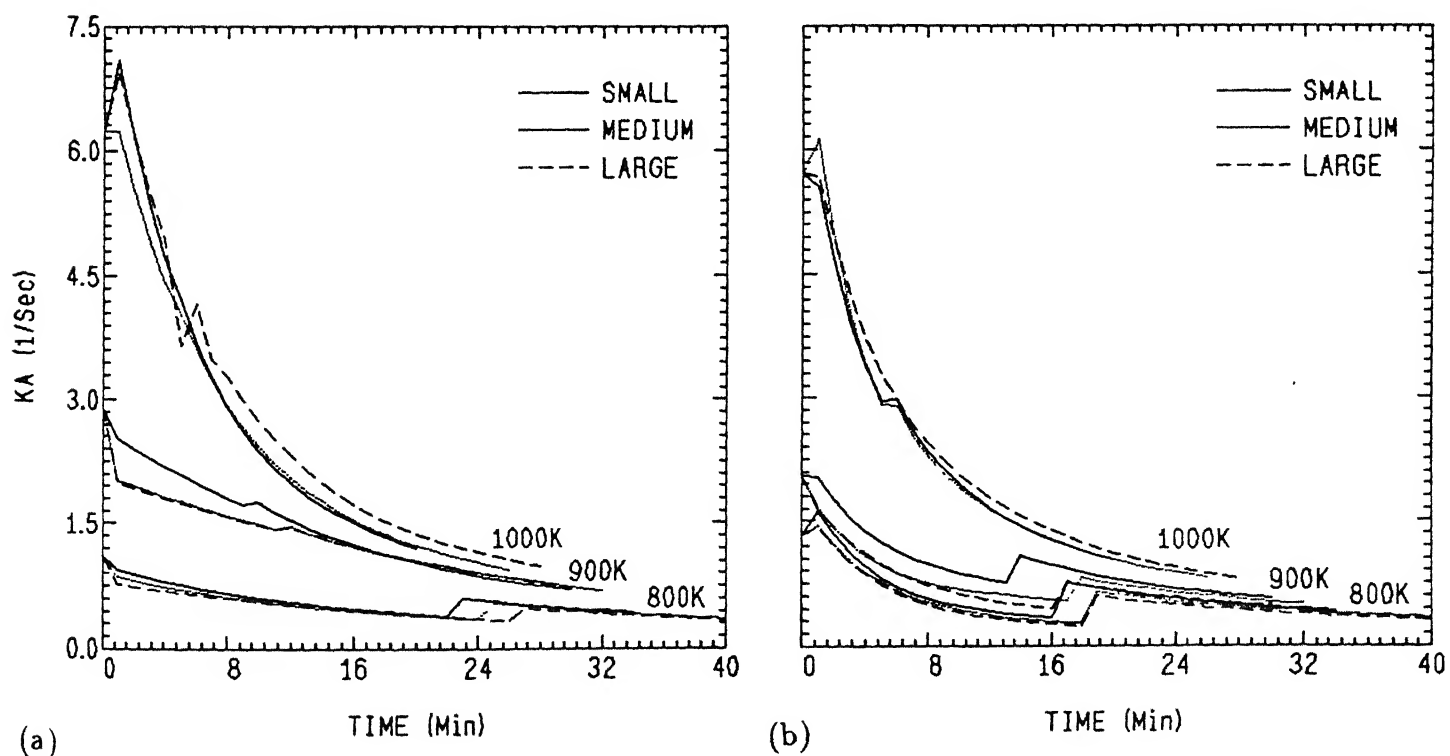 7.5
6.0
4.5
3.0
1.5
0.0
KA (1/Sec)
SMALL
MEDIUM
LARGE
1000K
900K
800K
0 8 16 24 32 40
TIME (Min)
(a)
SMALL
MEDIUM
LARGE
1000K
900K
800K
0 8 16 24 32 40
TIME (Min)
(b)